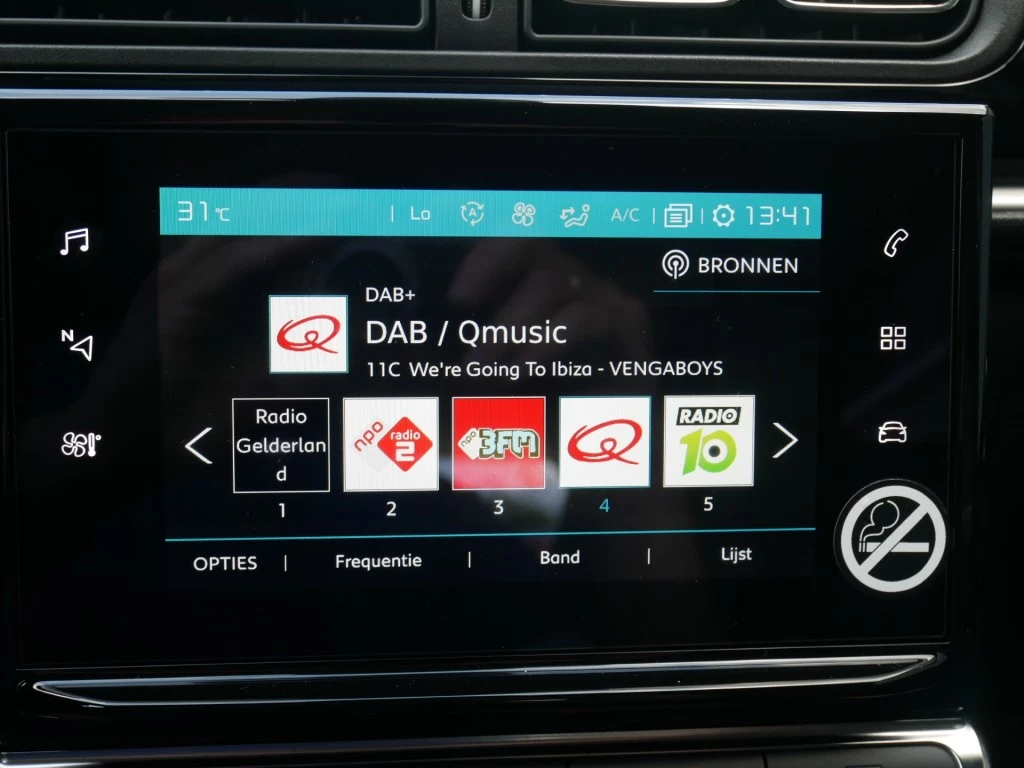 31°C | Lo A A/C | | 13:41
BRONNEN
DAB+
DAB / Qmusic
11C We're Going To Ibiza - VENGABOYS
N
Radio
Gelderlan
d
npo radio 2
npo 3FM
Q
RADIO 10
1 2 3 4 5
OPTIES | Frequentie | Band | Lijst